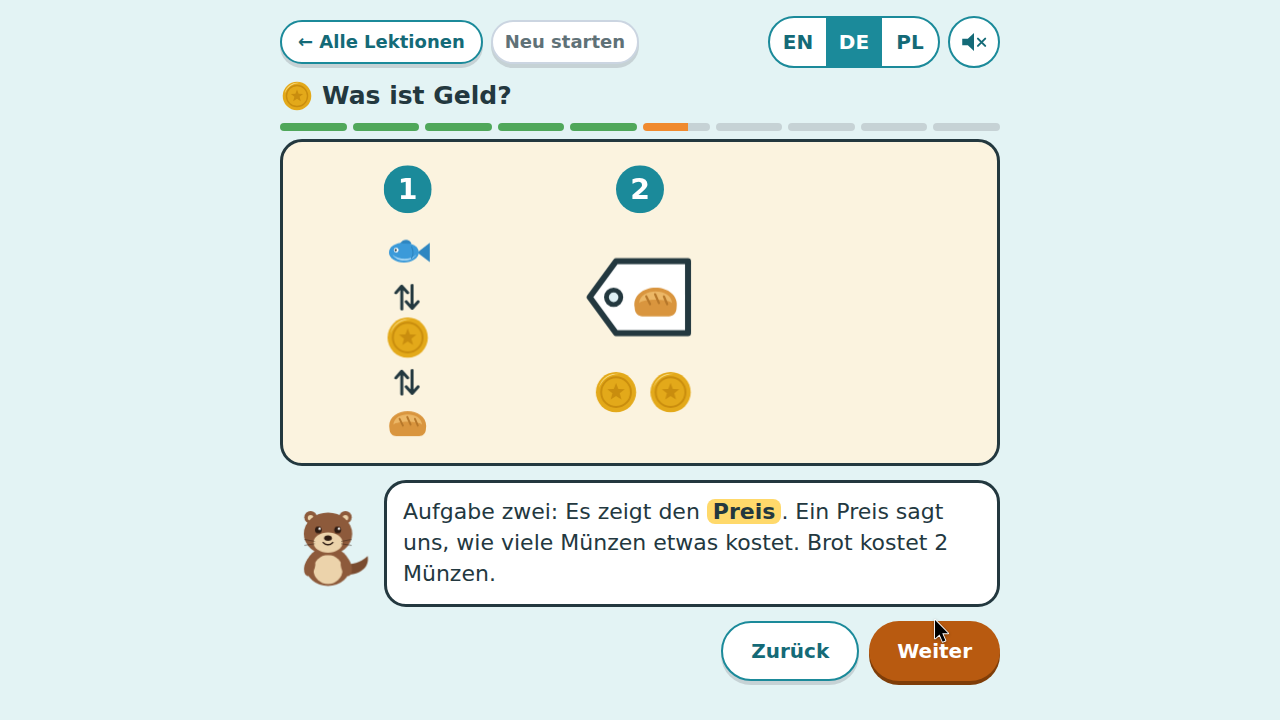 ← Alle Lektionen
Neu starten
EN DE PL
Was ist Geld?
1
2
Aufgabe zwei: Es zeigt den Preis. Ein Preis sagt
uns, wie viele Münzen etwas kostet. Brot kostet 2
Münzen.
Zurück
Weiter